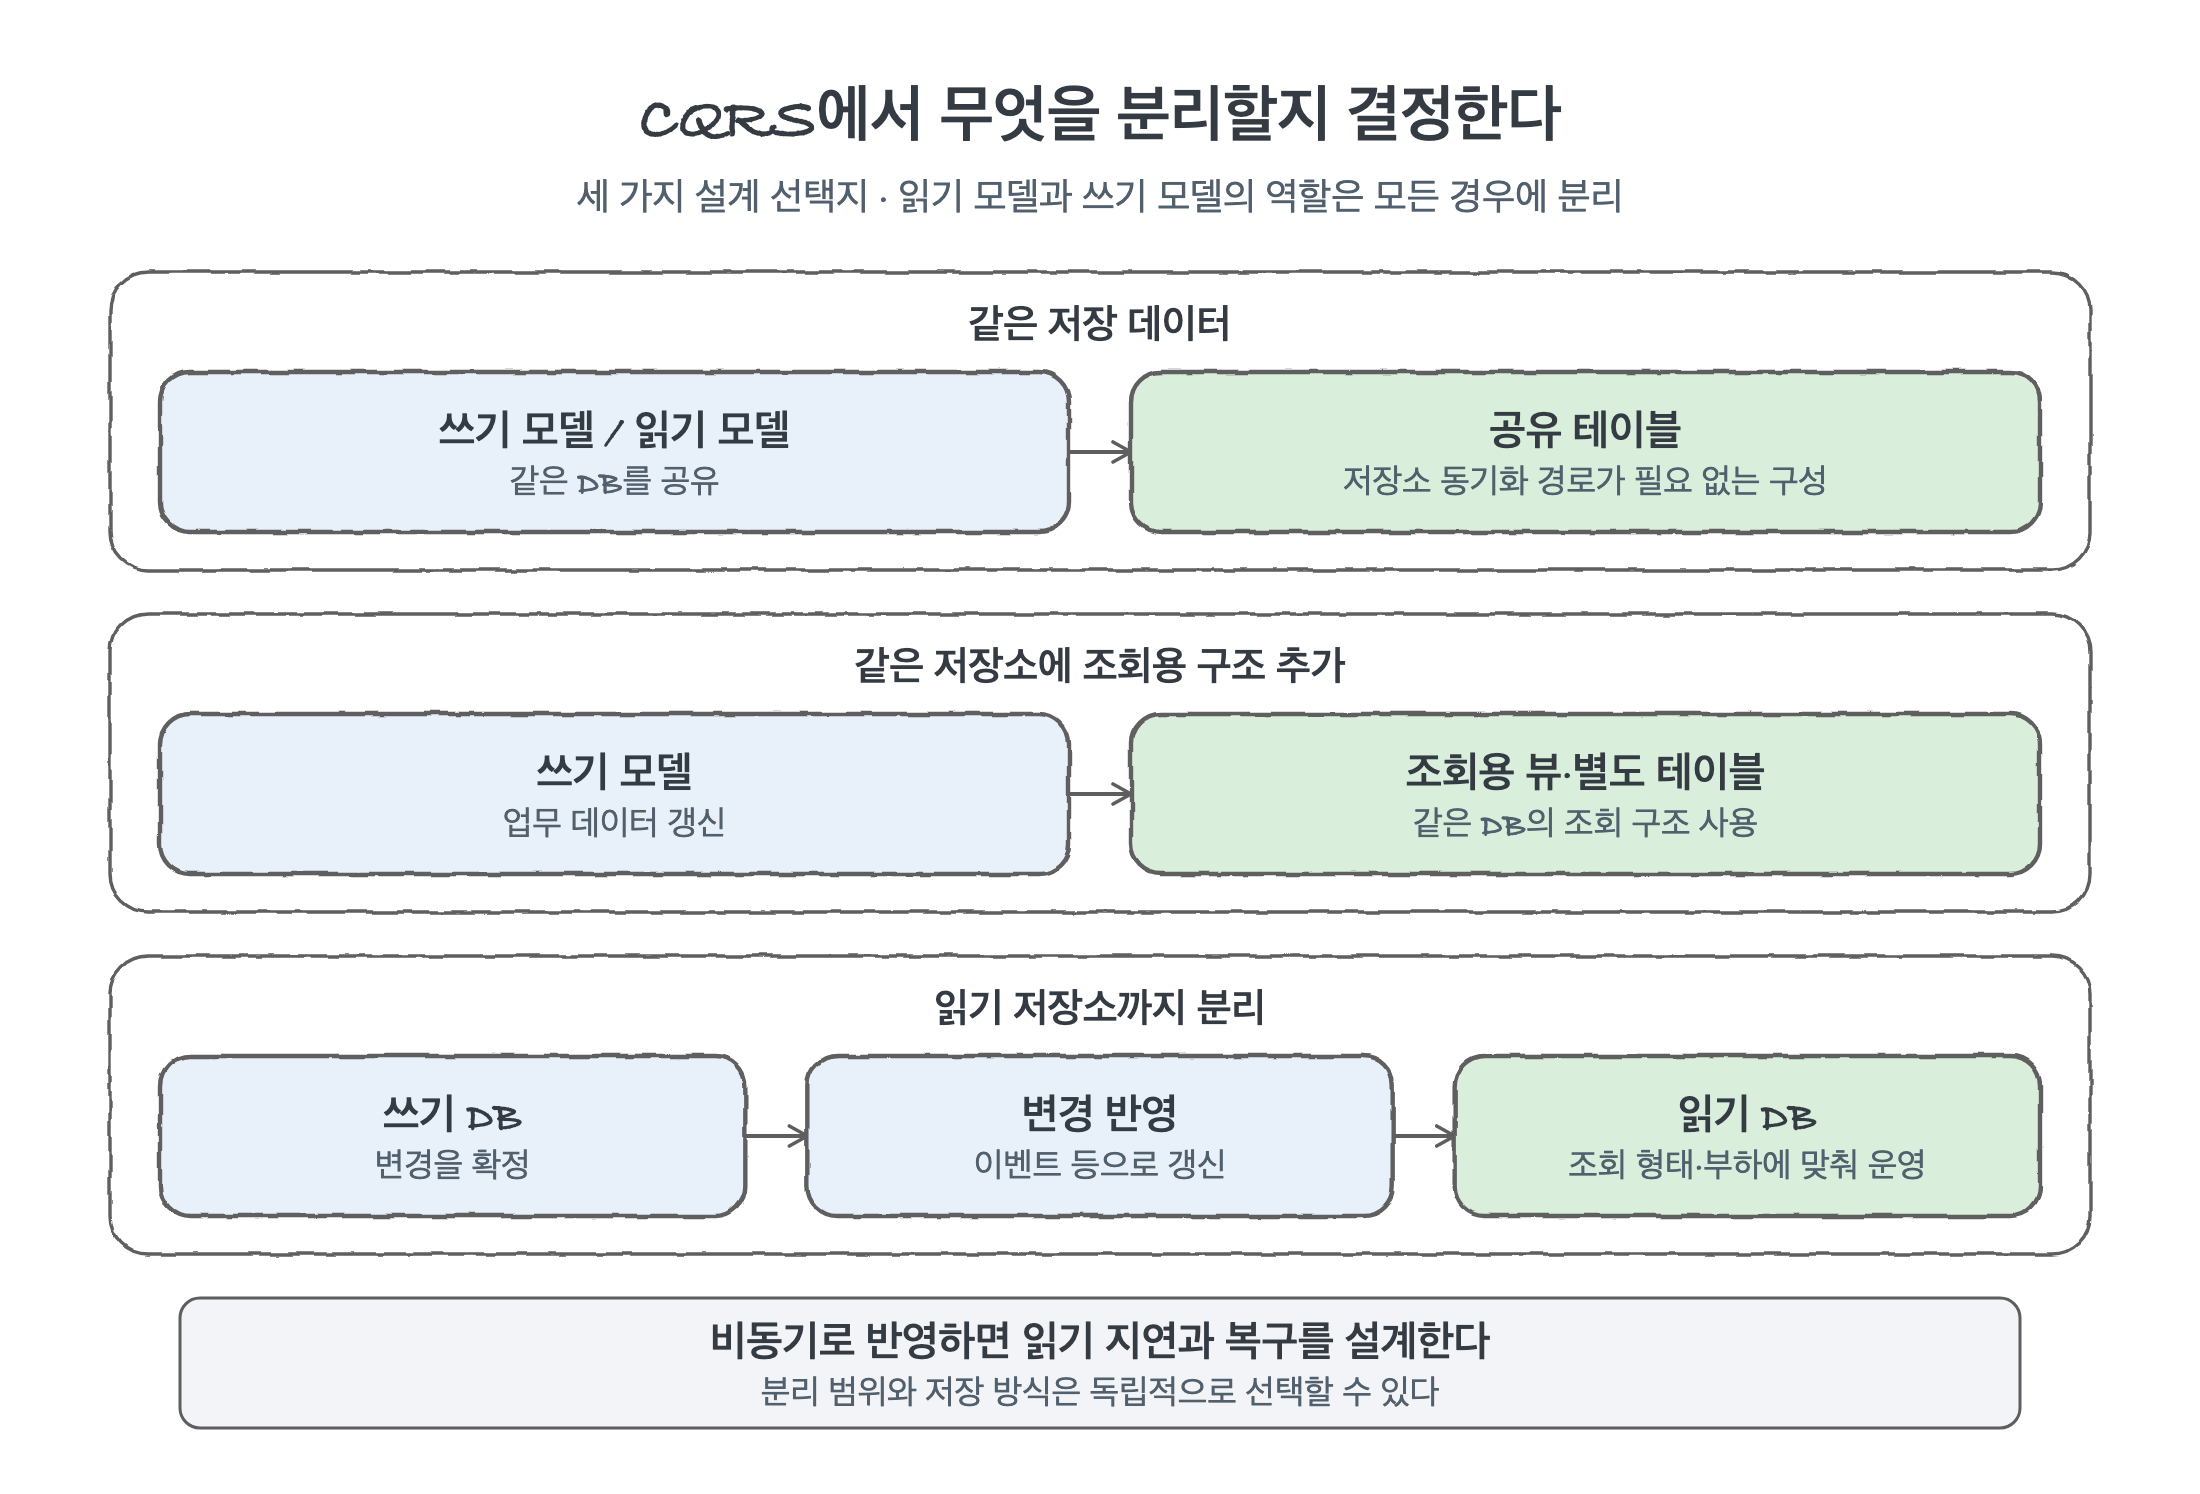 CQRS에서 무엇을 분리할지 결정한다
세 가지 설계 선택지 · 읽기 모델과 쓰기 모델의 역할은 모든 경우에 분리
같은 저장 데이터
쓰기 모델 / 읽기 모델
같은 DB를 공유
공유 테이블
저장소 동기화 경로가 필요 없는 구성
같은 저장소에 조회용 구조 추가
쓰기 모델
업무 데이터 갱신
조회용 뷰·별도 테이블
같은 DB의 조회 구조 사용
읽기 저장소까지 분리
쓰기 DB
변경을 확정
변경 반영
이벤트 등으로 갱신
읽기 DB
조회 형태·부하에 맞춰 운영
비동기로 반영하면 읽기 지연과 복구를 설계한다
분리 범위와 저장 방식은 독립적으로 선택할 수 있다